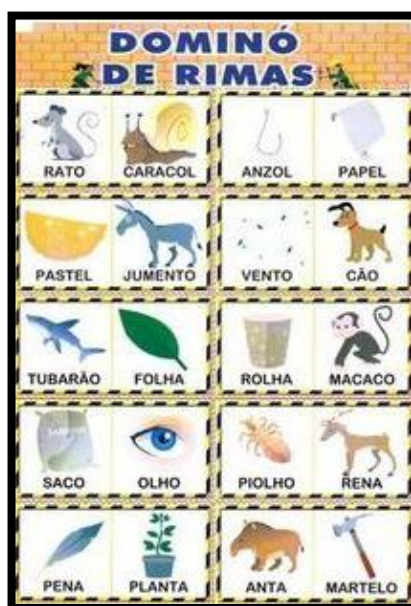 DOMINÓ
DE RIMAS
RATO CARACOL ANZOL PAPEL
PASTEL JUMENTO VENTO CÃO
TUBARÃO FOLHA ROLHA MACACO
SACO OLHO PIOLHO RENA
PENA PLANTA ANTA MARTELO